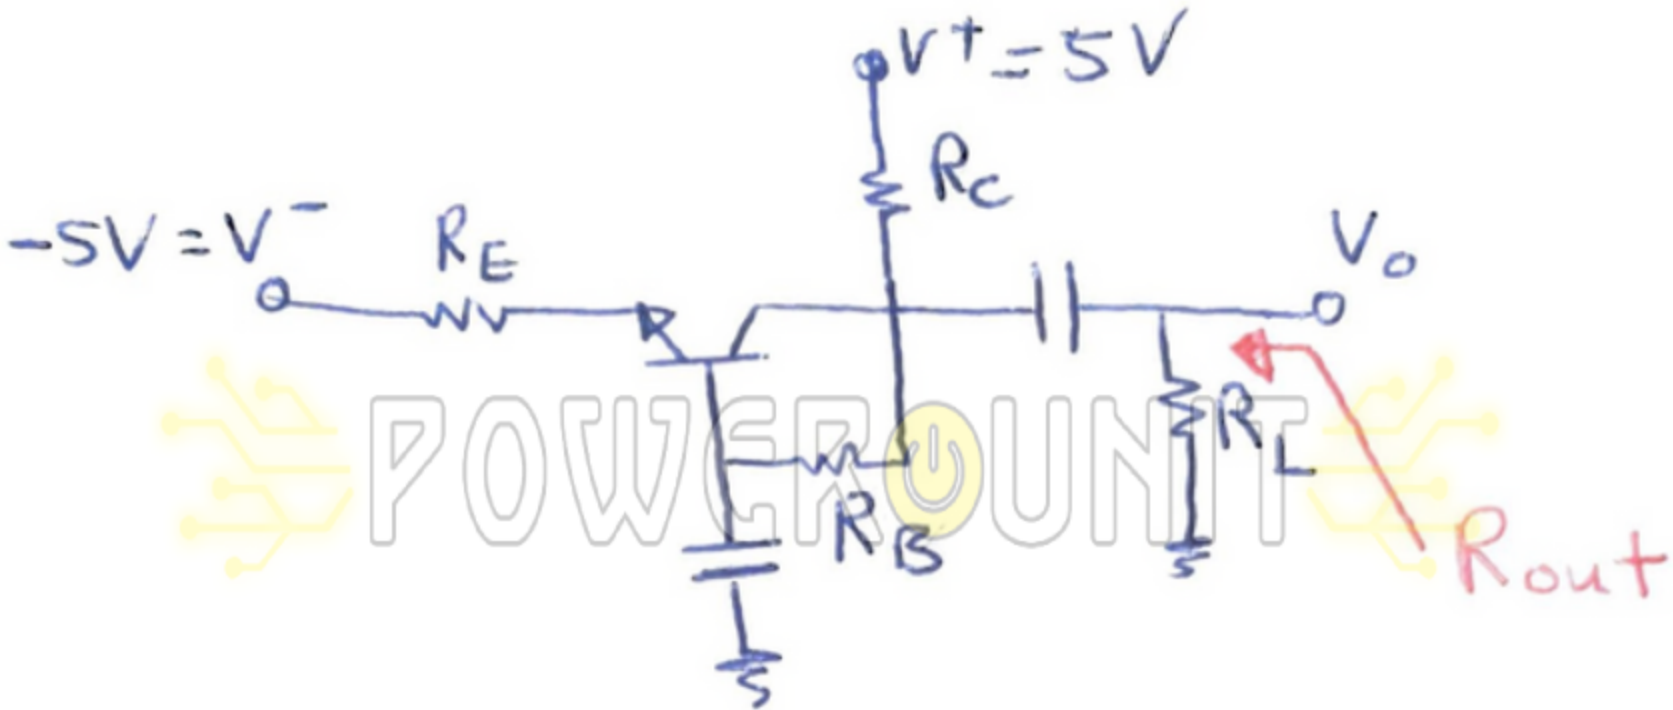 V+ = 5V
RC
-5V = V-
RE
Vo
RL
RB
Rout
POWERUNIT